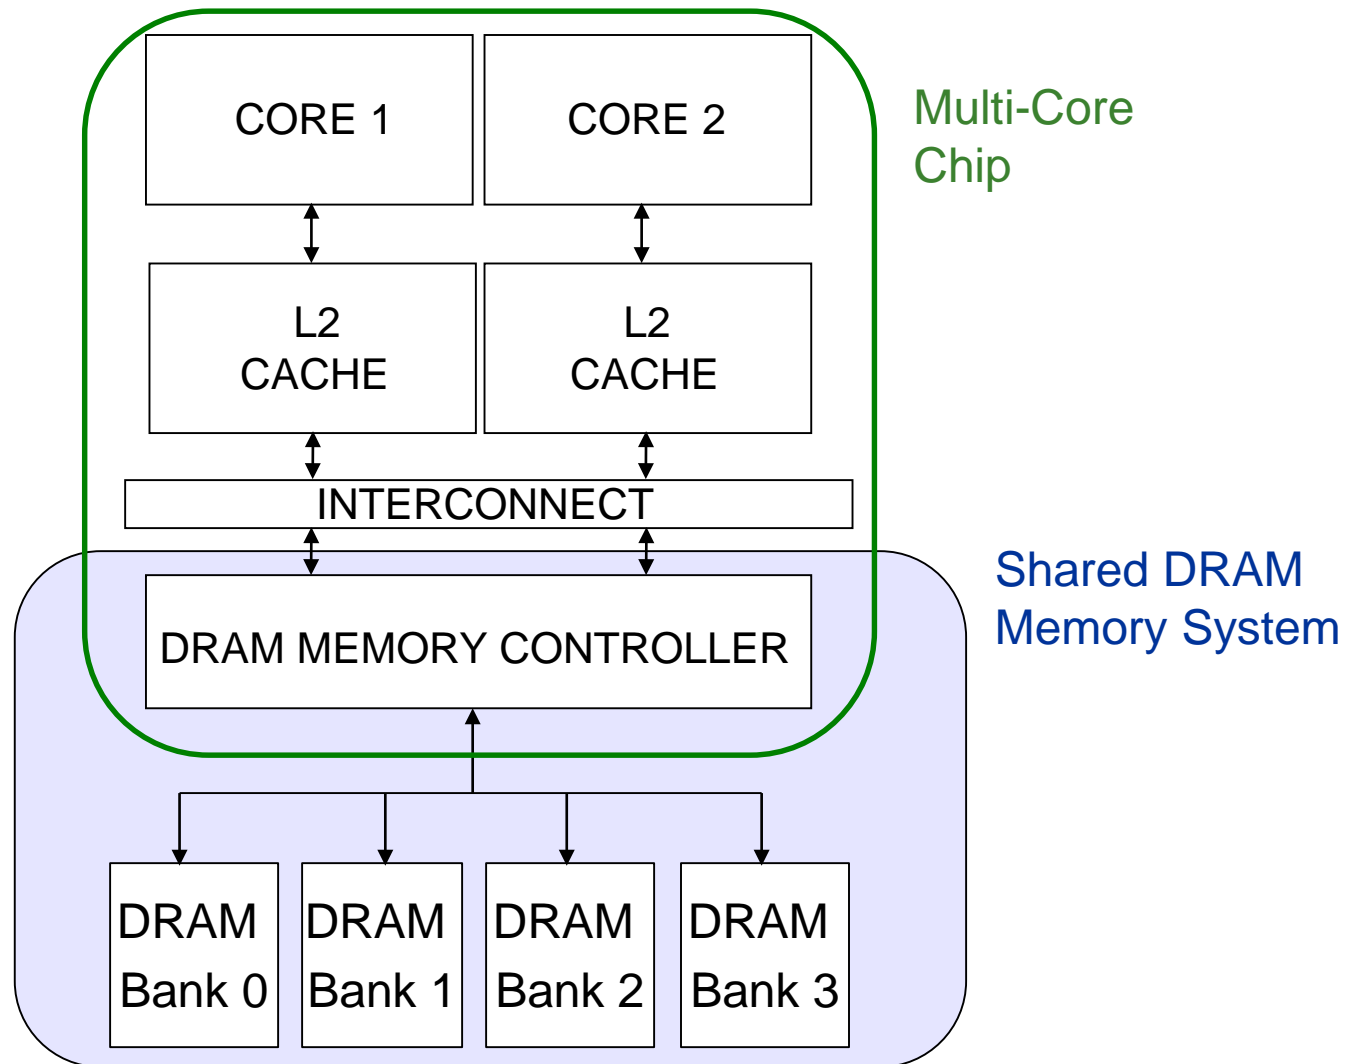 CORE 1
CORE 2
Multi-Core
Chip
L2
CACHE
L2
CACHE
INTERCONNECT
Shared DRAM
Memory System
DRAM MEMORY CONTROLLER
DRAM
Bank 0
DRAM
Bank 1
DRAM
Bank 2
DRAM
Bank 3